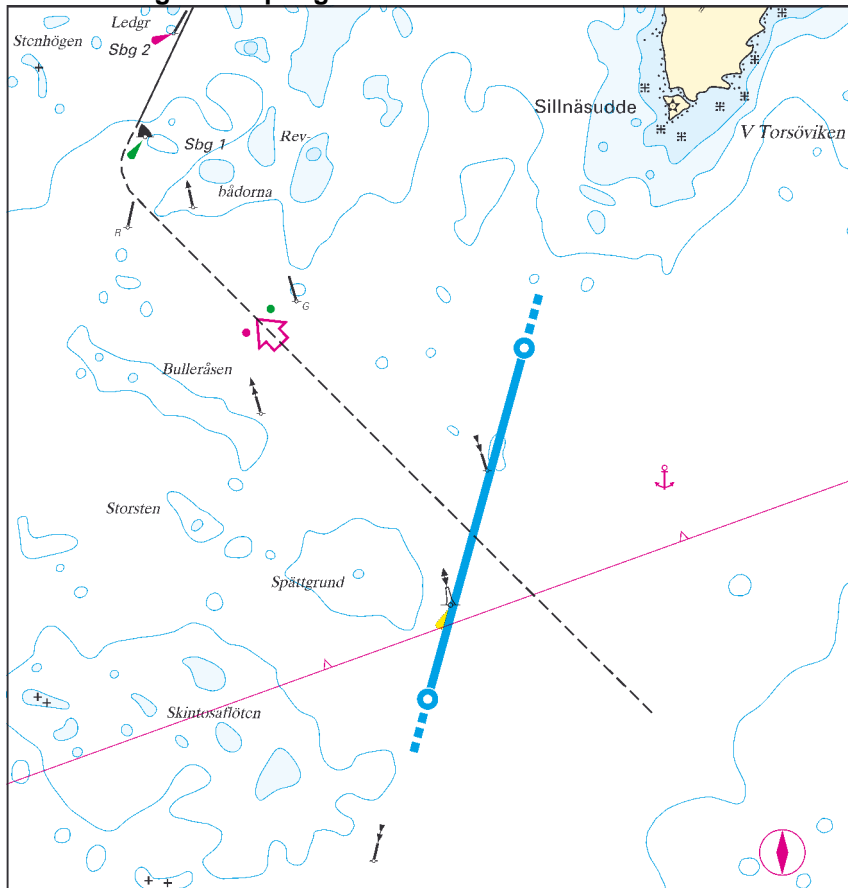 Ledgr
Sbg 2
Stenhögen
Sillnäsudde
V Torsöviken
Sbg 1
Rev-
bådorna
R
G
Bulleråsen
Storsten
Spättgrund
Skintosaflöten